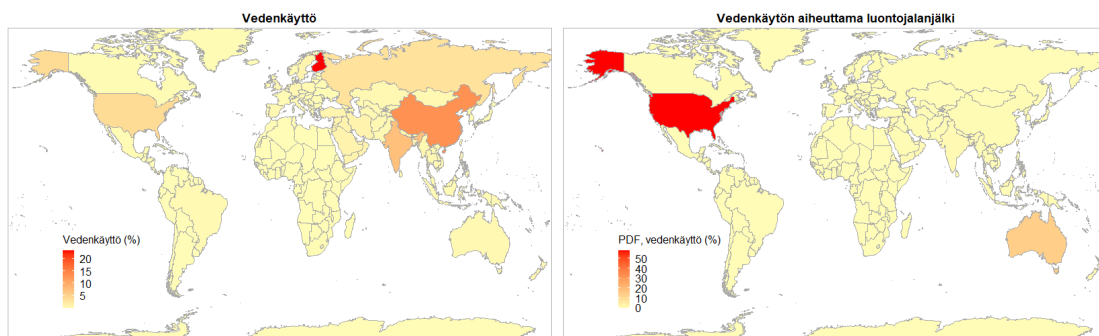 Vedenkäyttö
Vedenkäyttö (%)
20
15
10
5
Vedenkäytön aiheuttama luontojalanjälki
PDF, vedenkäyttö (%)
50
40
30
20
10
0